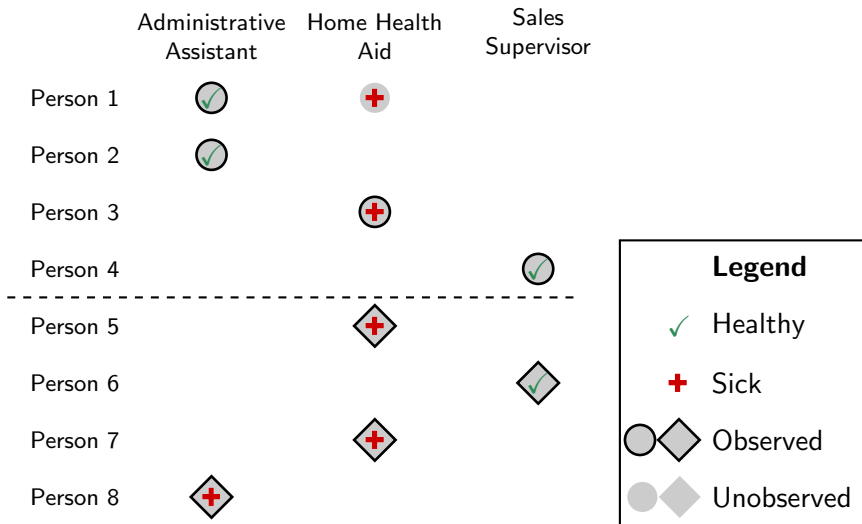 Administrative
Assistant
Home Health
Aid
Sales
Supervisor
Person 1
Person 2
Person 3
Person 4
Person 5
Person 6
Person 7
Person 8
Legend
Healthy
Sick
Observed
Unobserved